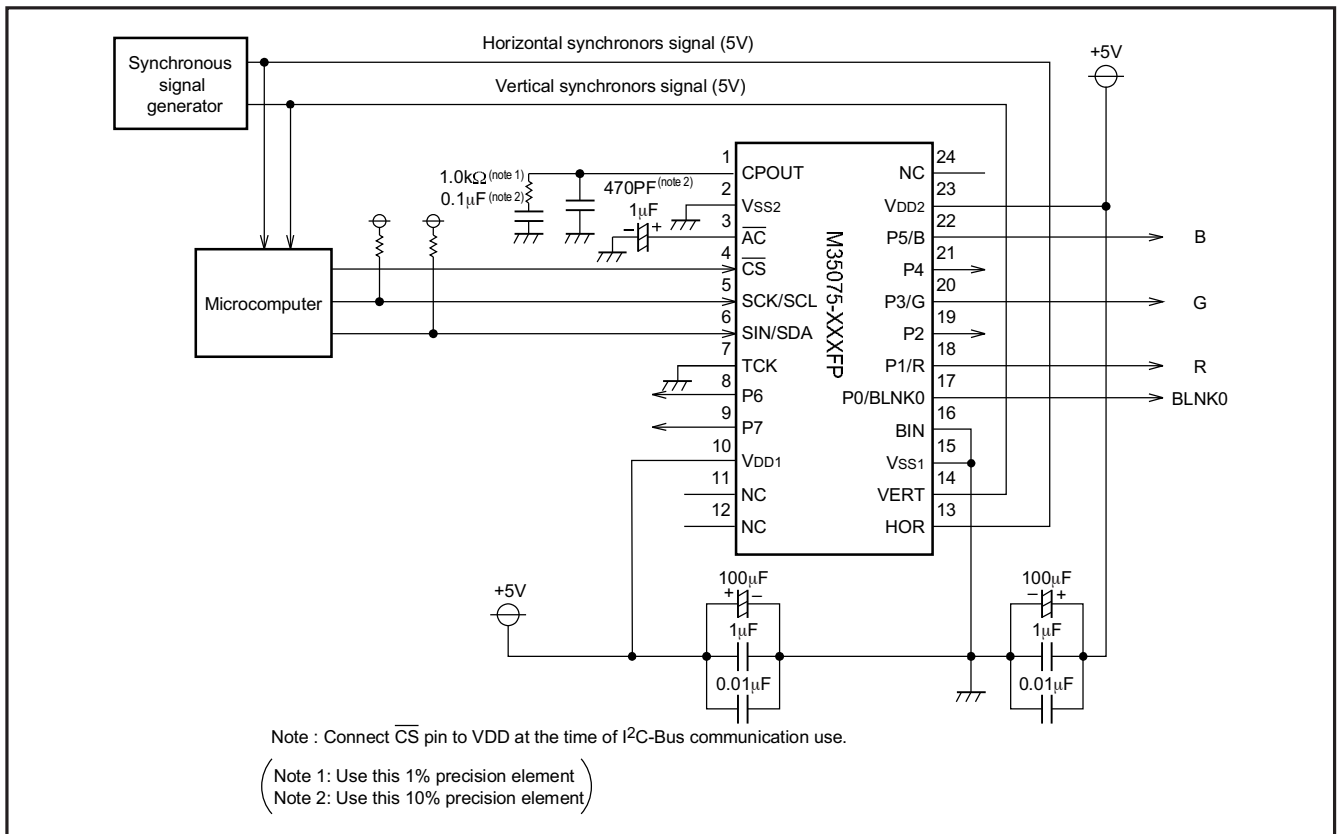 Horizontal synchronors signal (5V)
Synchronous
signal
generator
Vertical synchronors signal (5V)
+5V
1.0kΩ(note 1)
0.1μF(note 2)
470PF(note 2)
1μF
− +
Microcomputer
M35075-XXXFP
1 CPOUT
2 VSS2
3 A̅C̅
4 C̅S̅
5 SCK/SCL
6 SIN/SDA
7 TCK
8 P6
9 P7
10 VDD1
11 NC
12 NC
24 NC
23 VDD2
22 P5/B B
21 P4
20 P3/G G
19 P2
18 P1/R R
17 P0/BLNK0 BLNK0
16 BIN
15 VSS1
14 VERT
13 HOR
+5V
100μF
+ −
1μF
0.01μF
100μF
− +
1μF
0.01μF
Note : Connect C̅S̅ pin to VDD at the time of I²C-Bus communication use.
Note 1: Use this 1% precision element
Note 2: Use this 10% precision element